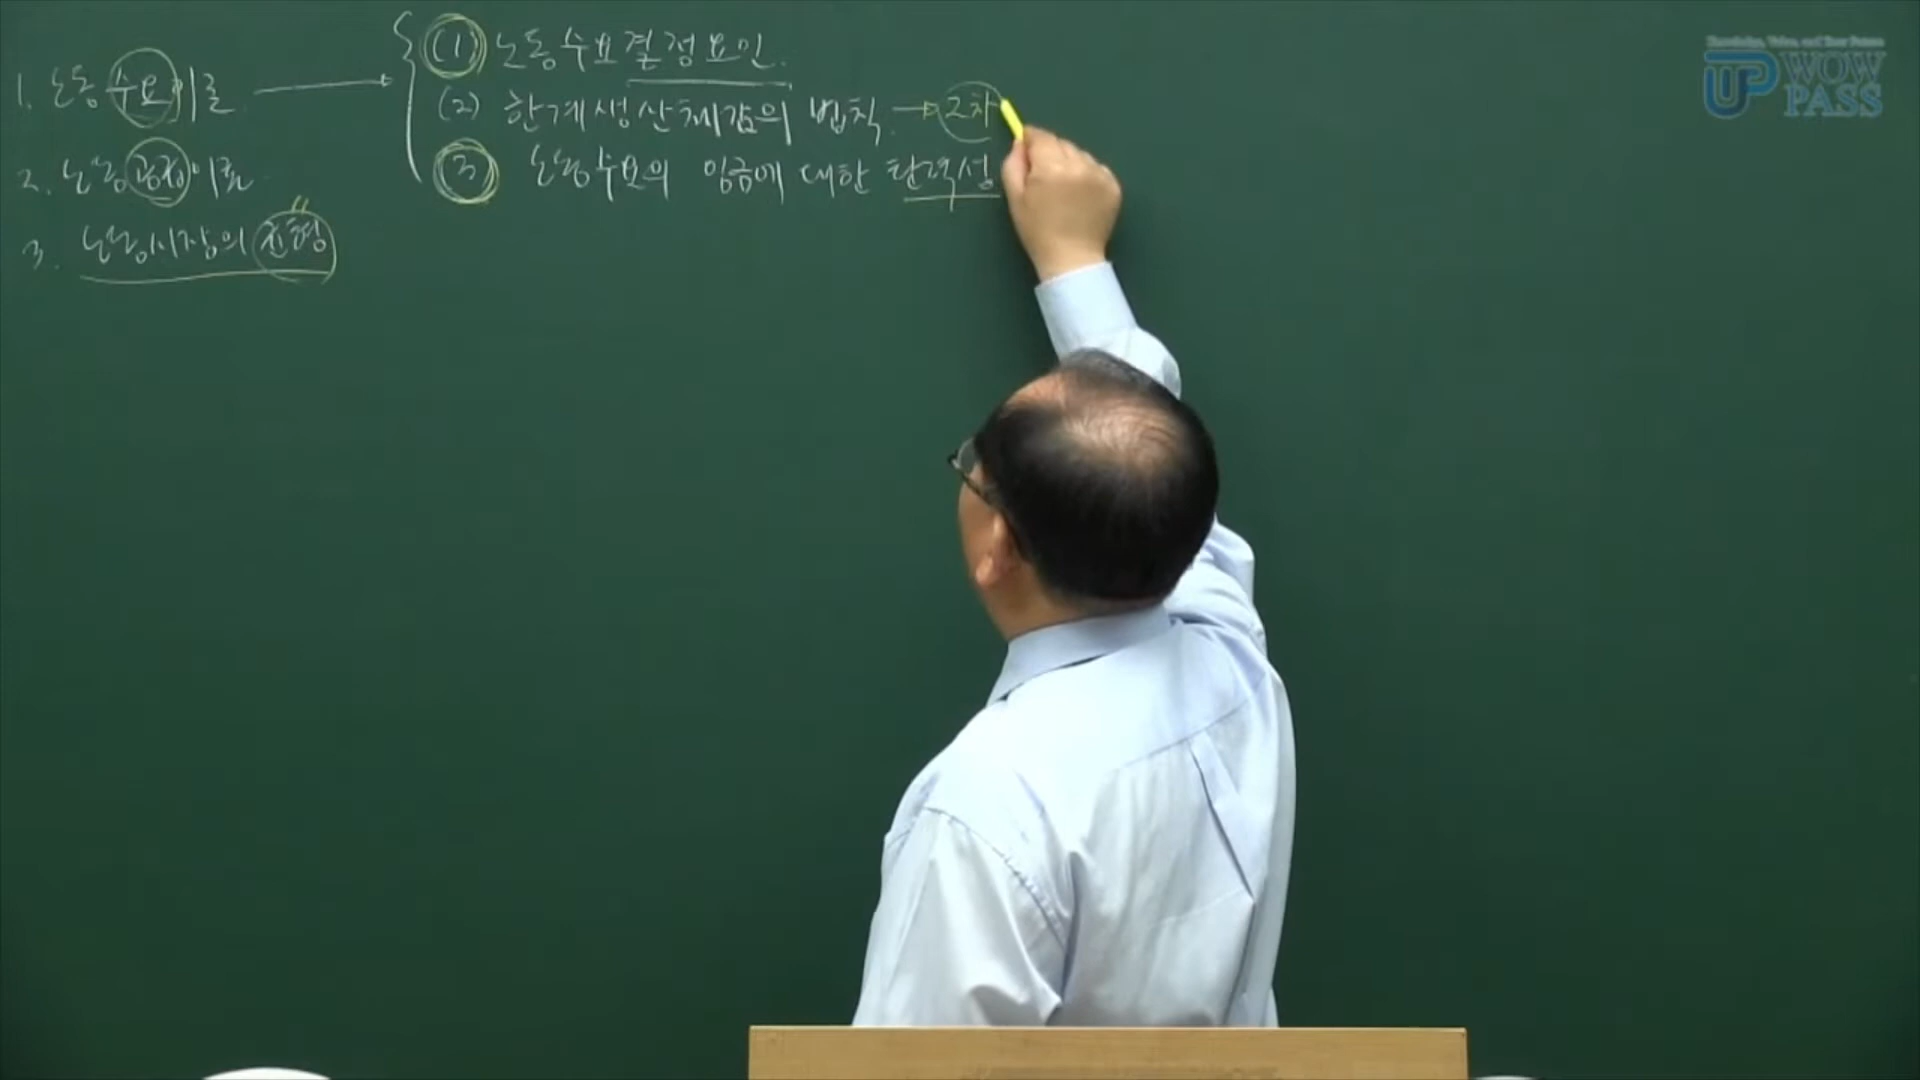 1. 노동수요이론
2. 노동공급이론
3. 노동시장의 균형
(1) 노동수요결정요인.
(2) 한계생산체감의 법칙. → 2차
(3) 노동수요의 임금에 대한 탄력성
UP WOW PASS